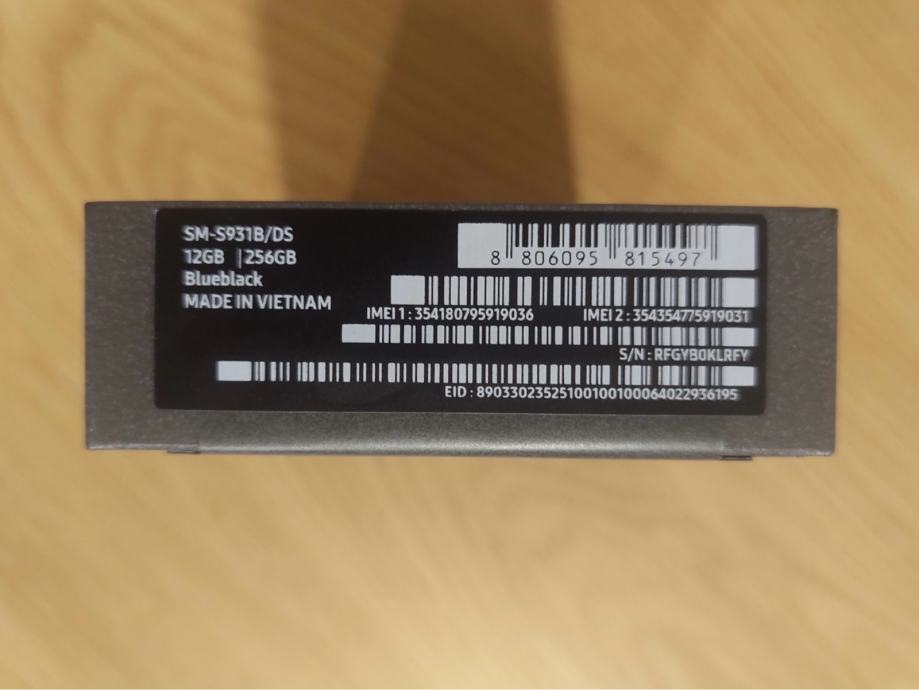 SM-S931B/DS
12GB | 256GB
Blueblack
MADE IN VIETNAM
8 806095 815497
IMEI 1 : 354180795919036 IMEI 2 : 354354775919031
S/N : RFGYB0KLRFY
EID : 89033023525100100100064022936195